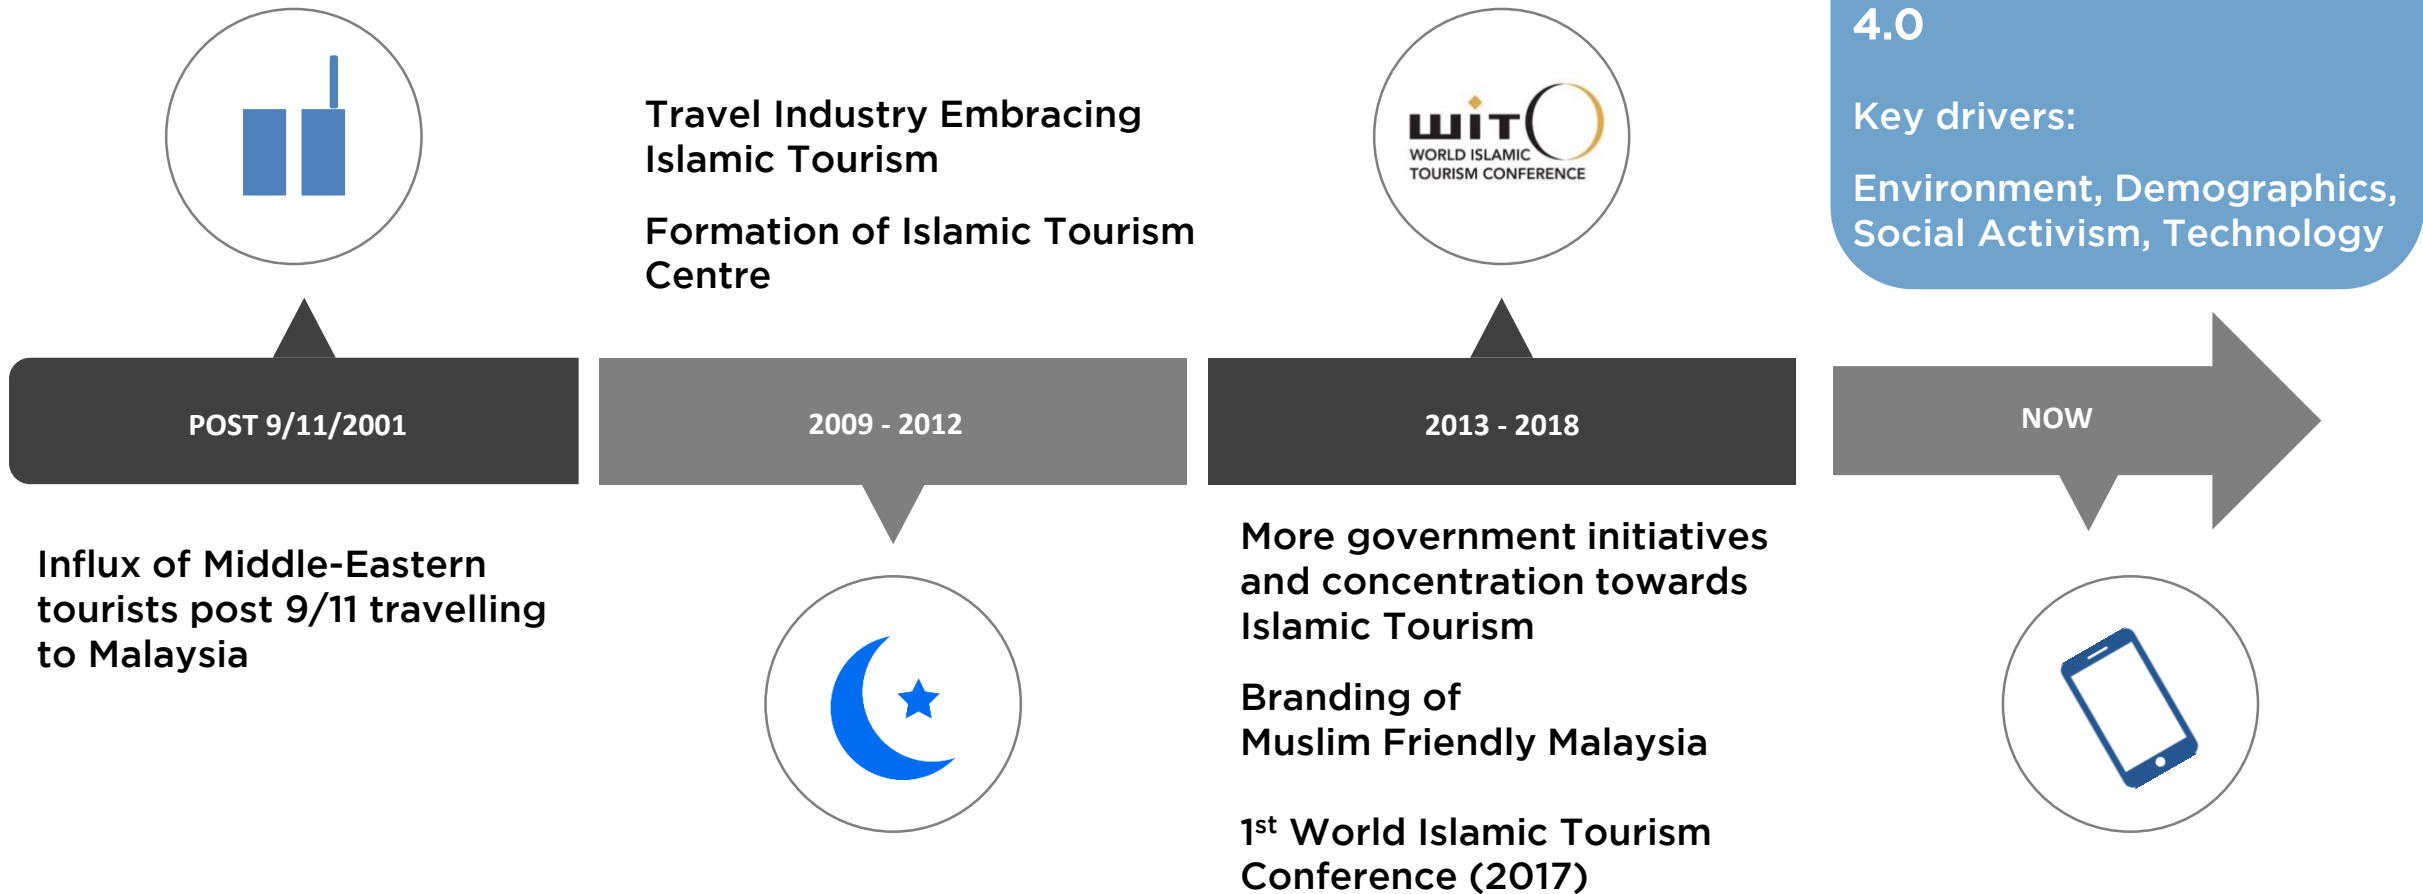 Travel Industry Embracing
Islamic Tourism
Formation of Islamic Tourism
Centre
WiT
WORLD ISLAMIC
TOURISM CONFERENCE
4.0
Key drivers:
Environment, Demographics,
Social Activism, Technology
POST 9/11/2001
2009 - 2012
2013 - 2018
NOW
Influx of Middle-Eastern
tourists post 9/11 travelling
to Malaysia
More government initiatives
and concentration towards
Islamic Tourism
Branding of
Muslim Friendly Malaysia
1st World Islamic Tourism
Conference (2017)